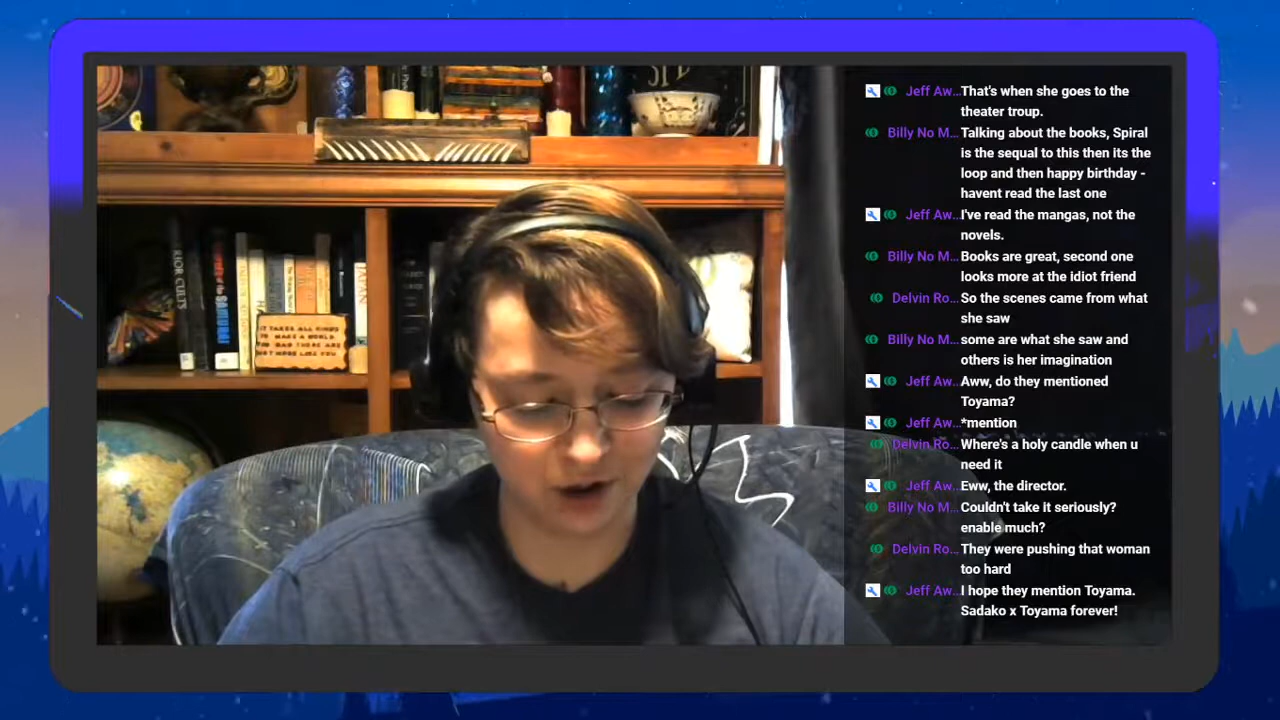 Jeff Aw... That's when she goes to the
theater troup.
Billy No M... Talking about the books, Spiral
is the sequal to this then its the
loop and then happy birthday -
havent read the last one
Jeff Aw... I've read the mangas, not the
novels.
Billy No M... Books are great, second one
looks more at the idiot friend
Delvin Ro... So the scenes came from what
she saw
Billy No M... some are what she saw and
others is her imagination
Jeff Aw... Aww, do they mentioned
Toyama?
Jeff Aw... *mention
Delvin Ro... Where's a holy candle when u
need it
Jeff Aw... Eww, the director.
Billy No M... Couldn't take it seriously?
enable much?
Delvin Ro... They were pushing that woman
too hard
Jeff Aw... I hope they mention Toyama.
Sadako x Toyama forever!
CULTS
SAMURAI
IT TAKES ALL KINDS
TO MAKE A WORLD